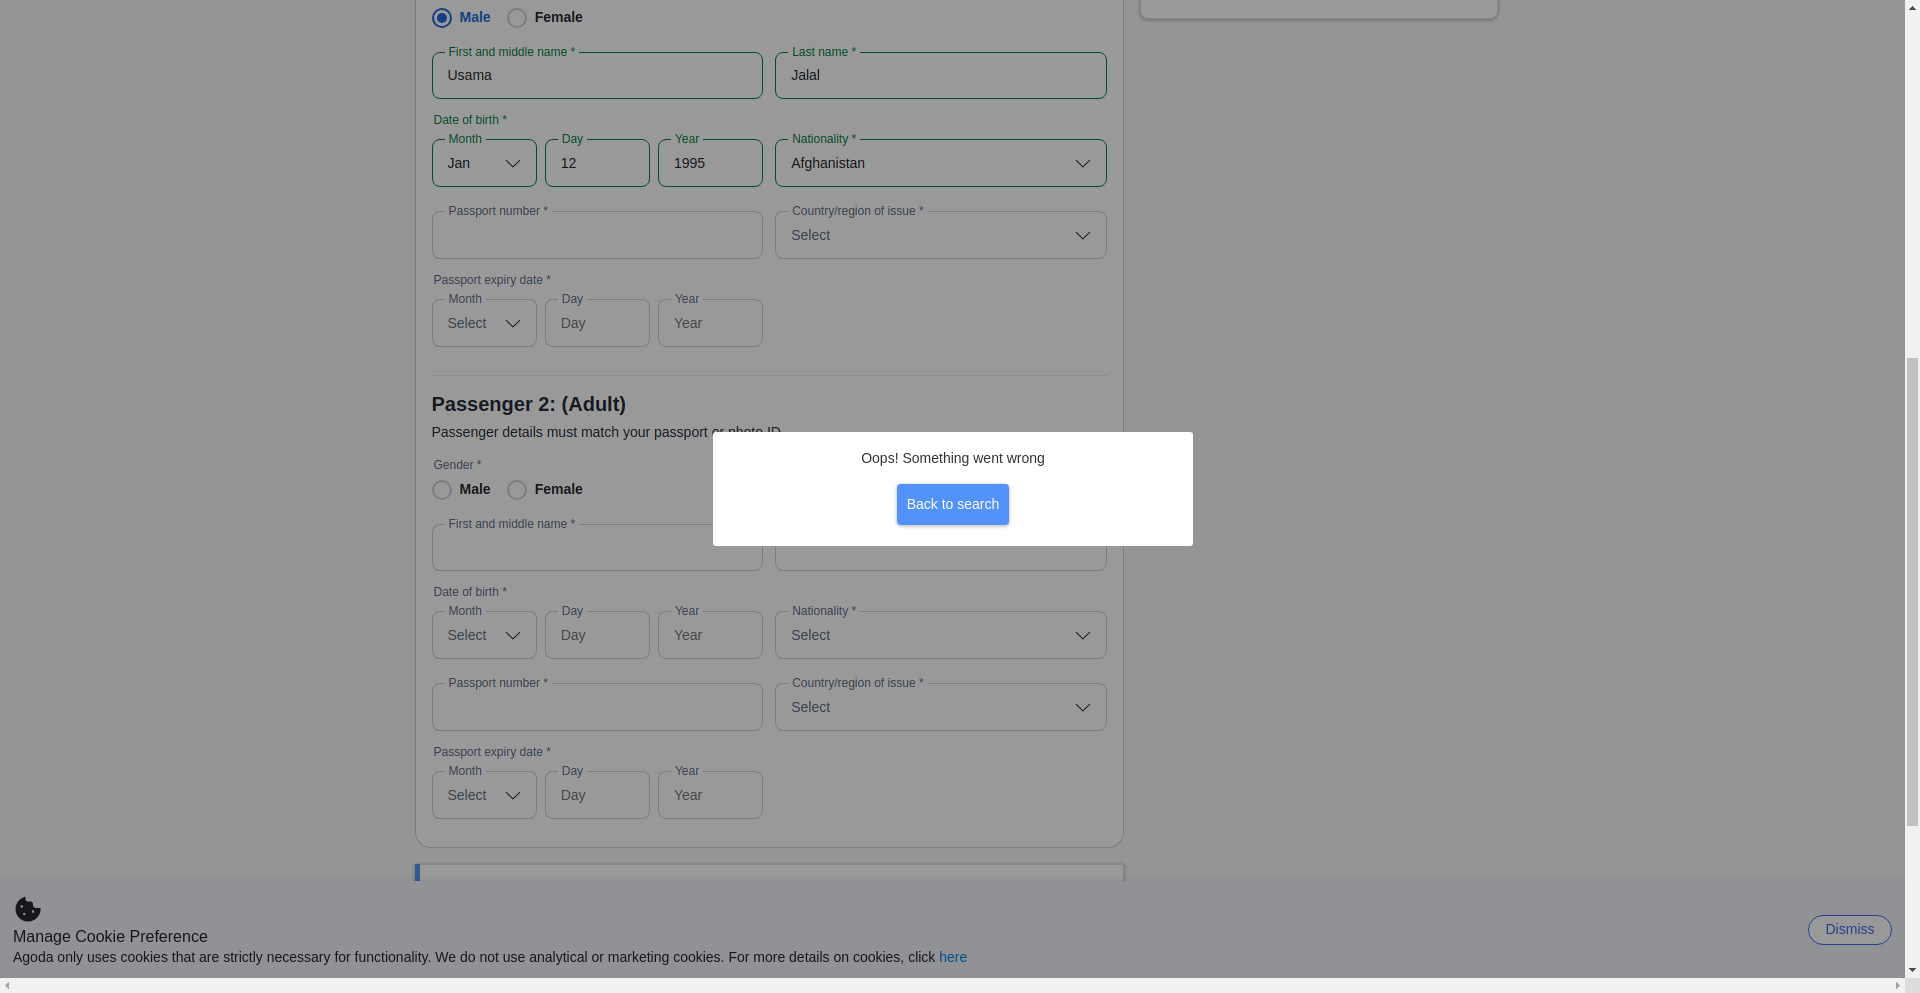 Male Female
First and middle name * Last name *
Usama Jalal
Date of birth *
Month Day Year Nationality *
Jan 12 1995 Afghanistan
Passport number * Country/region of issue *
Select
Passport expiry date *
Month Day Year
Select Day Year
Passenger 2: (Adult)
Passenger details must match your passport or photo ID
Oops! Something went wrong
Gender *
Male Female
Back to search
First and middle name *
Date of birth *
Month Day Year Nationality *
Select Day Year Select
Passport number * Country/region of issue *
Select
Passport expiry date *
Month Day Year
Select Day Year
Manage Cookie Preference
Agoda only uses cookies that are strictly necessary for functionality. We do not use analytical or marketing cookies. For more details on cookies, click here
Dismiss